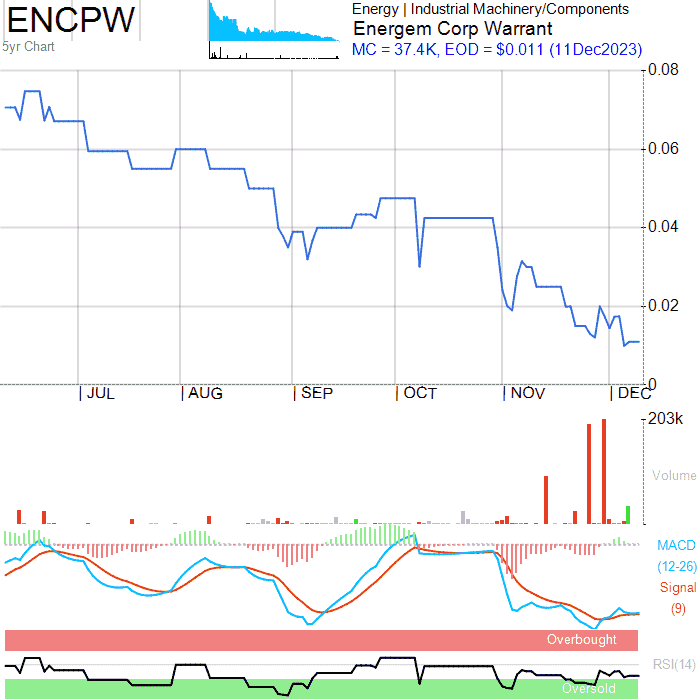 ENCPW
5yr Chart
Energy | Industrial Machinery/Components
Energem Corp Warrant
MC = 37.4K, EOD = $0.011 (11Dec2023)
0.08
0.06
0.04
0.02
0
| JUL | AUG | SEP | OCT | NOV | DEC
203k
Volume
MACD
(12-26)
Signal
(9)
Overbought
RSI(14)
Oversold